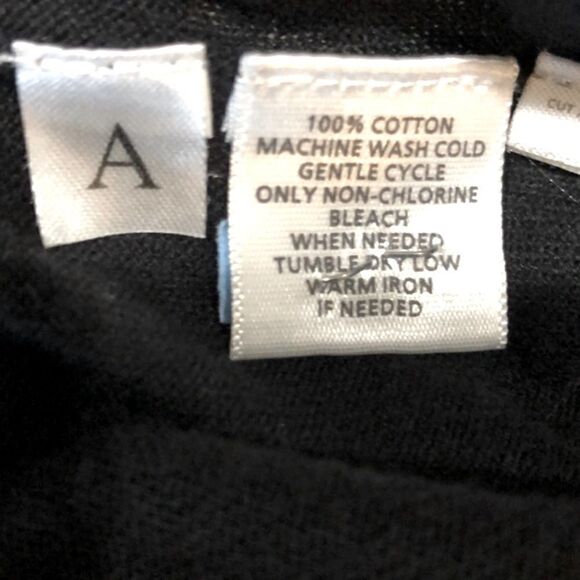 A
100% COTTON
MACHINE WASH COLD
GENTLE CYCLE
ONLY NON-CHLORINE
BLEACH
WHEN NEEDED
TUMBLE DRY LOW
WARM IRON
IF NEEDED
CUT